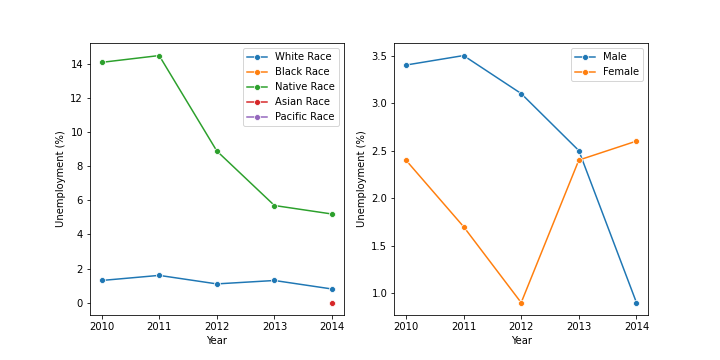 14
12
10
8
6
4
2
0
Unemployment (%)
2010 2011 2012 2013 2014
Year
White Race
Black Race
Native Race
Asian Race
Pacific Race
3.5
3.0
2.5
2.0
1.5
1.0
Unemployment (%)
2010 2011 2012 2013 2014
Year
Male
Female